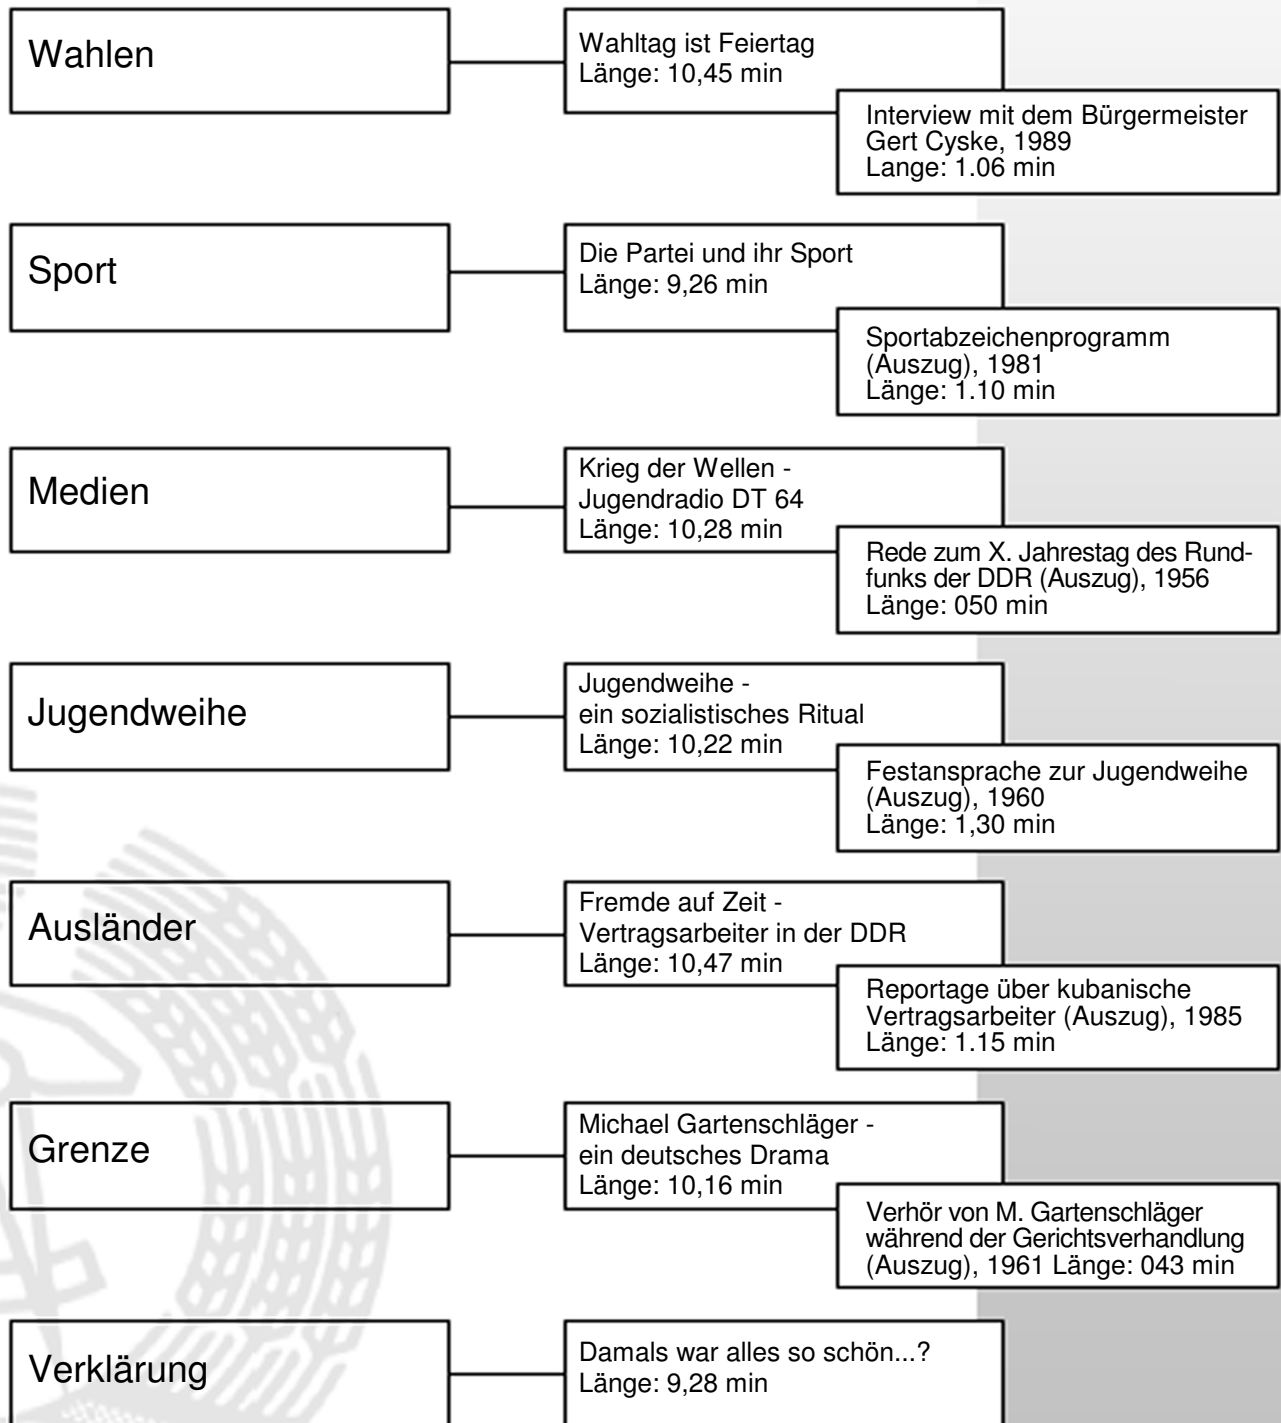 Wahlen
Wahltag ist Feiertag
Länge: 10,45 min
Interview mit dem Bürgermeister
Gert Cyske, 1989
Lange: 1.06 min
Sport
Die Partei und ihr Sport
Länge: 9,26 min
Sportabzeichenprogramm
(Auszug), 1981
Länge: 1.10 min
Medien
Krieg der Wellen -
Jugendradio DT 64
Länge: 10,28 min
Rede zum X. Jahrestag des Rund-
funks der DDR (Auszug), 1956
Länge: 050 min
Jugendweihe
Jugendweihe -
ein sozialistisches Ritual
Länge: 10,22 min
Festansprache zur Jugendweihe
(Auszug), 1960
Länge: 1,30 min
Ausländer
Fremde auf Zeit -
Vertragsarbeiter in der DDR
Länge: 10,47 min
Reportage über kubanische
Vertragsarbeiter (Auszug), 1985
Länge: 1.15 min
Grenze
Michael Gartenschläger -
ein deutsches Drama
Länge: 10,16 min
Verhör von M. Gartenschläger
während der Gerichtsverhandlung
(Auszug), 1961 Länge: 043 min
Verklärung
Damals war alles so schön...?
Länge: 9,28 min